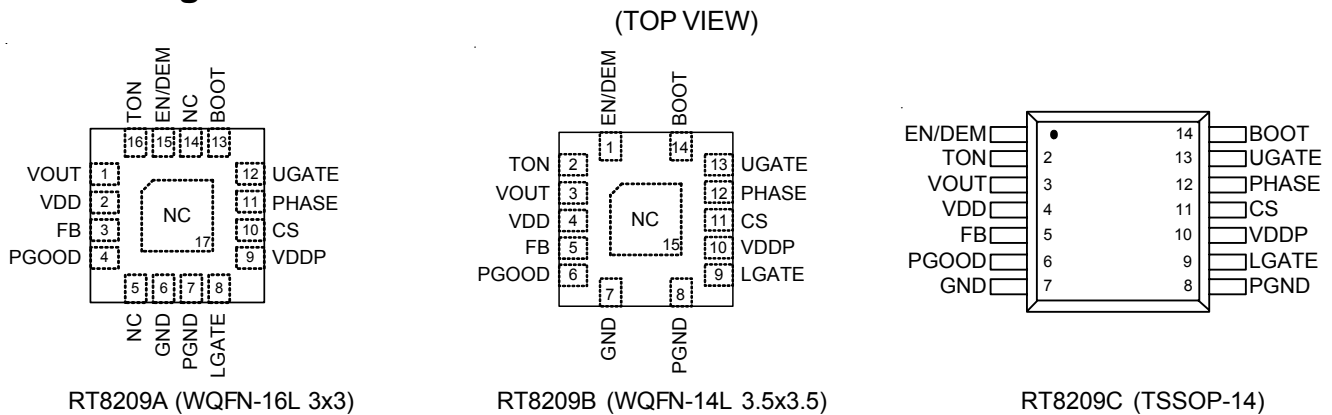 (TOP VIEW)
TON
EN/DEM
NC
BOOT
16 15 14 13
VOUT 1 12 UGATE
VDD 2 11 PHASE
FB 3 NC 10 CS
PGOOD 4 17 9 VDDP
5 6 7 8
NC
GND
PGND
LGATE
RT8209A (WQFN-16L 3x3)
EN/DEM
BOOT
1 14
TON 2 13 UGATE
VOUT 3 12 PHASE
VDD 4 NC 11 CS
FB 5 15 10 VDDP
PGOOD 6 9 LGATE
7 8
GND
PGND
RT8209B (WQFN-14L 3.5x3.5)
EN/DEM 14 BOOT
TON 2 13 UGATE
VOUT 3 12 PHASE
VDD 4 11 CS
FB 5 10 VDDP
PGOOD 6 9 LGATE
GND 7 8 PGND
RT8209C (TSSOP-14)